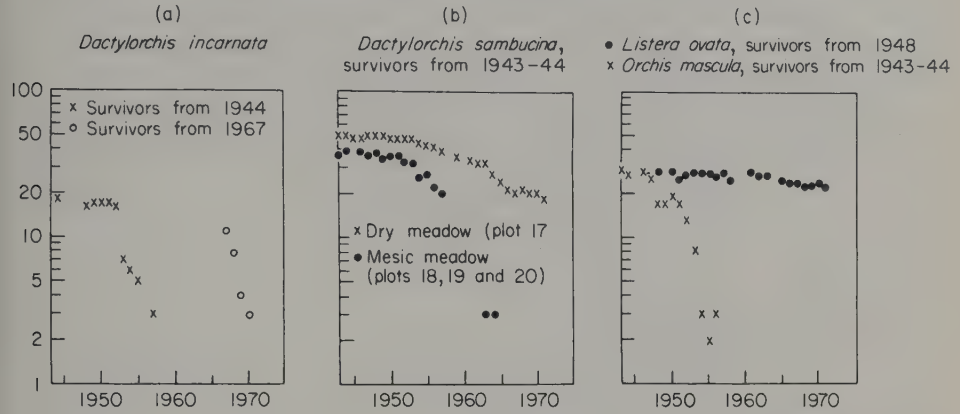 (a)
Dactylorchis incarnata
x Survivors from 1944
o Survivors from 1967
100
50
20
10
5
2
1
1950 1960 1970
(b)
Dactylorchis sambucina,
survivors from 1943-44
x Dry meadow (plot 17
• Mesic meadow
(plots 18, 19 and 20)
1950 1960 1970
(c)
• Listera ovata, survivors from 1948
x Orchis mascula, survivors from 1943-44
1950 1960 1970